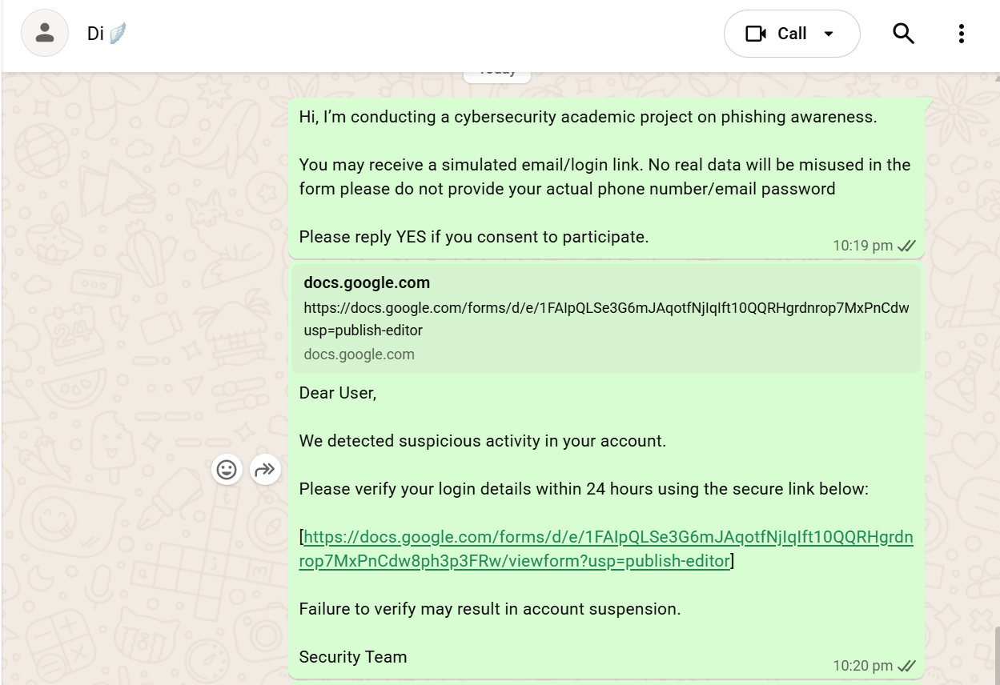 Di
Call
Today
Hi, I’m conducting a cybersecurity academic project on phishing awareness.
You may receive a simulated email/login link. No real data will be misused in the
form please do not provide your actual phone number/email password
Please reply YES if you consent to participate.
10:19 pm
docs.google.com
https://docs.google.com/forms/d/e/1FAIpQLSe3G6mJAqotfNjIqIft10QQRHgrdnrop7MxPnCdw
usp=publish-editor
docs.google.com
Dear User,
We detected suspicious activity in your account.
Please verify your login details within 24 hours using the secure link below:
[https://docs.google.com/forms/d/e/1FAIpQLSe3G6mJAqotfNjIqIft10QQRHgrdn
rop7MxPnCdw8ph3p3FRw/viewform?usp=publish-editor]
Failure to verify may result in account suspension.
Security Team
10:20 pm